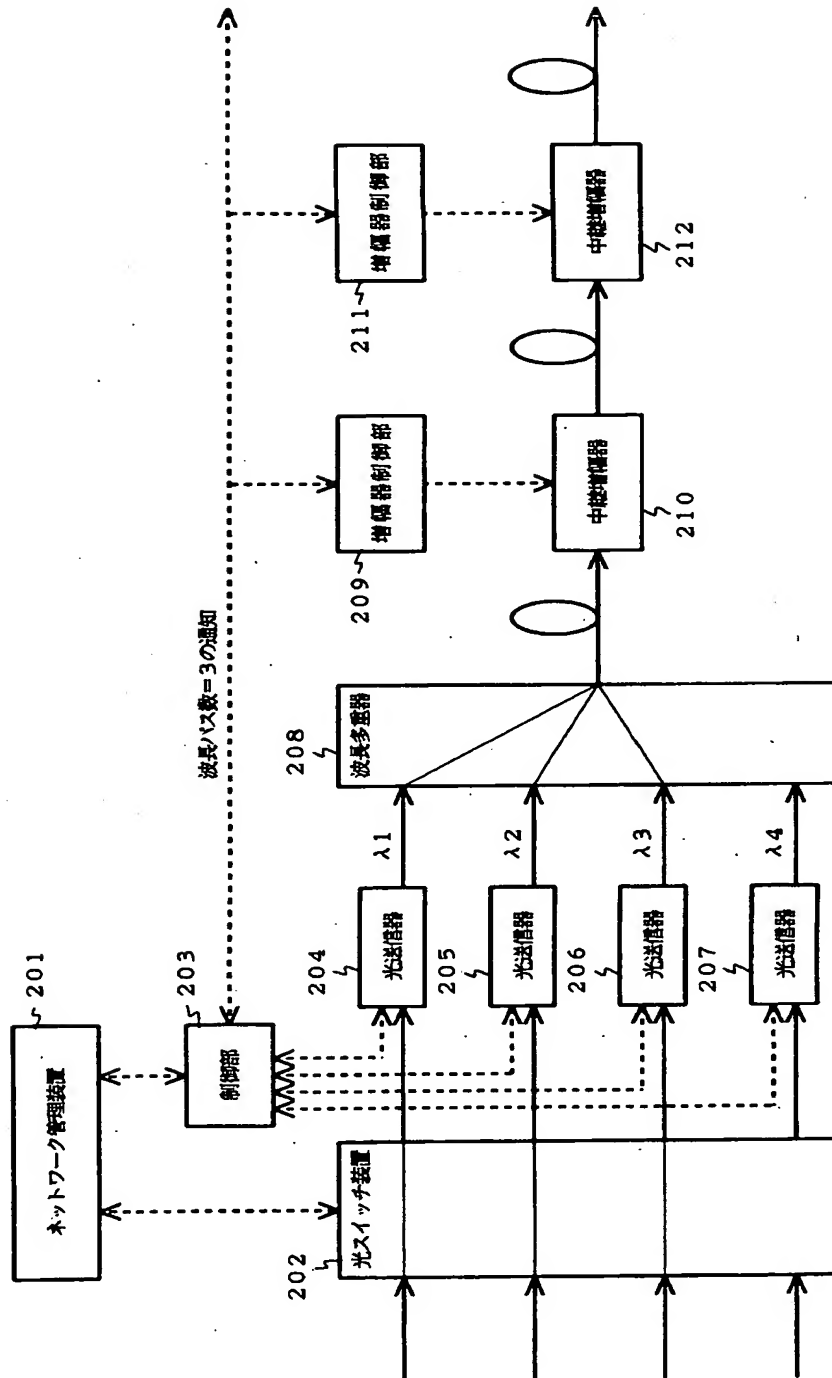 201
ネットワーク管理装置
203
制御部
波長パス数=3の通知
202
光スイッチ装置
204
光送信器
λ1
205
光送信器
λ2
206
光送信器
λ3
207
光送信器
λ4
208
波長多重器
209
増幅器制御部
中継増幅器
210
211
増幅器制御部
中継増幅器
212